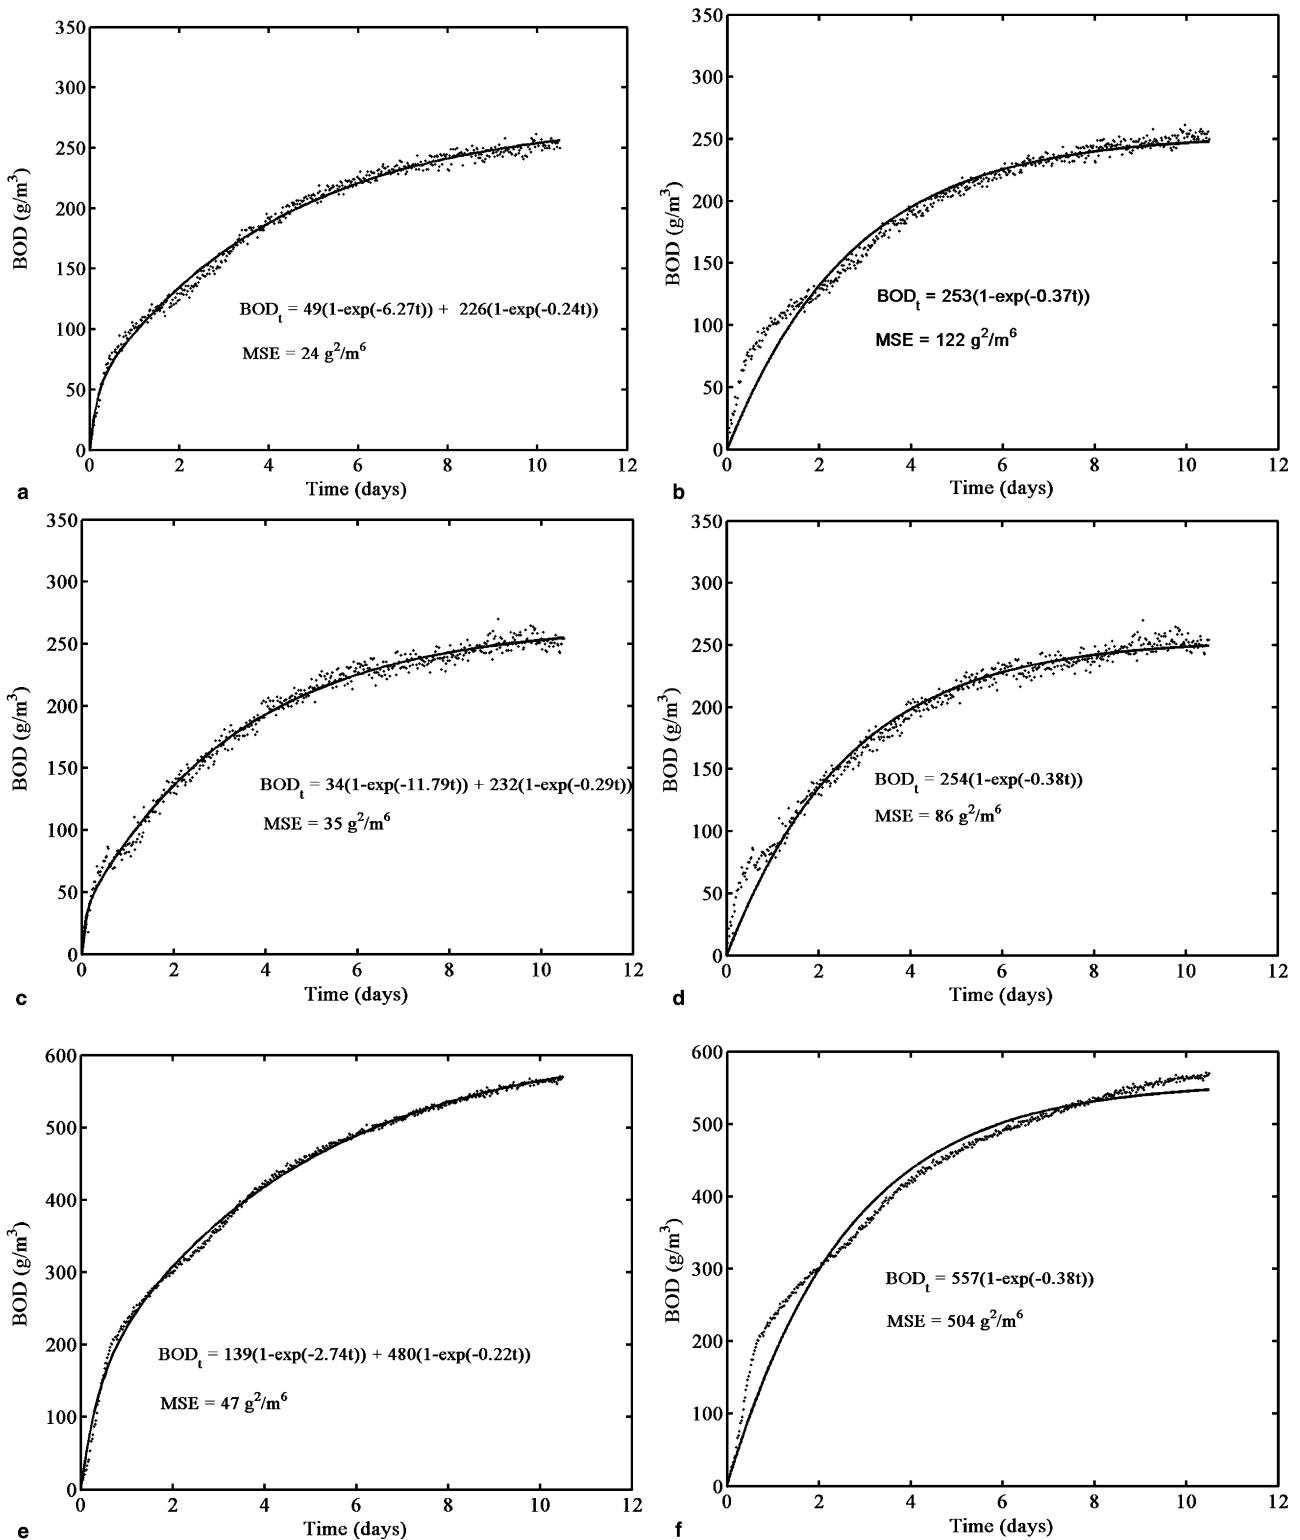 350
300
250
200
150
100
50
0
BOD (g/m³)
BODₜ = 49(1-exp(-6.27t)) + 226(1-exp(-0.24t))
MSE = 24 g²/m⁶
0 2 4 6 8 10 12
Time (days)
a
350
300
250
200
150
100
50
0
BOD (g/m³)
BODₜ = 253(1-exp(-0.37t))
MSE = 122 g²/m⁶
0 2 4 6 8 10 12
Time (days)
b
350
300
250
200
150
100
50
0
BOD (g/m³)
BODₜ = 34(1-exp(-11.79t)) + 232(1-exp(-0.29t))
MSE = 35 g²/m⁶
0 2 4 6 8 10 12
Time (days)
c
350
300
250
200
150
100
50
0
BOD (g/m³)
BODₜ = 254(1-exp(-0.38t))
MSE = 86 g²/m⁶
0 2 4 6 8 10 12
Time (days)
d
600
500
400
300
200
100
0
BOD (g/m³)
BODₜ = 139(1-exp(-2.74t)) + 480(1-exp(-0.22t))
MSE = 47 g²/m⁶
0 2 4 6 8 10 12
Time (days)
e
600
500
400
300
200
100
0
BOD (g/m³)
BODₜ = 557(1-exp(-0.38t))
MSE = 504 g²/m⁶
0 2 4 6 8 10 12
Time (days)
f